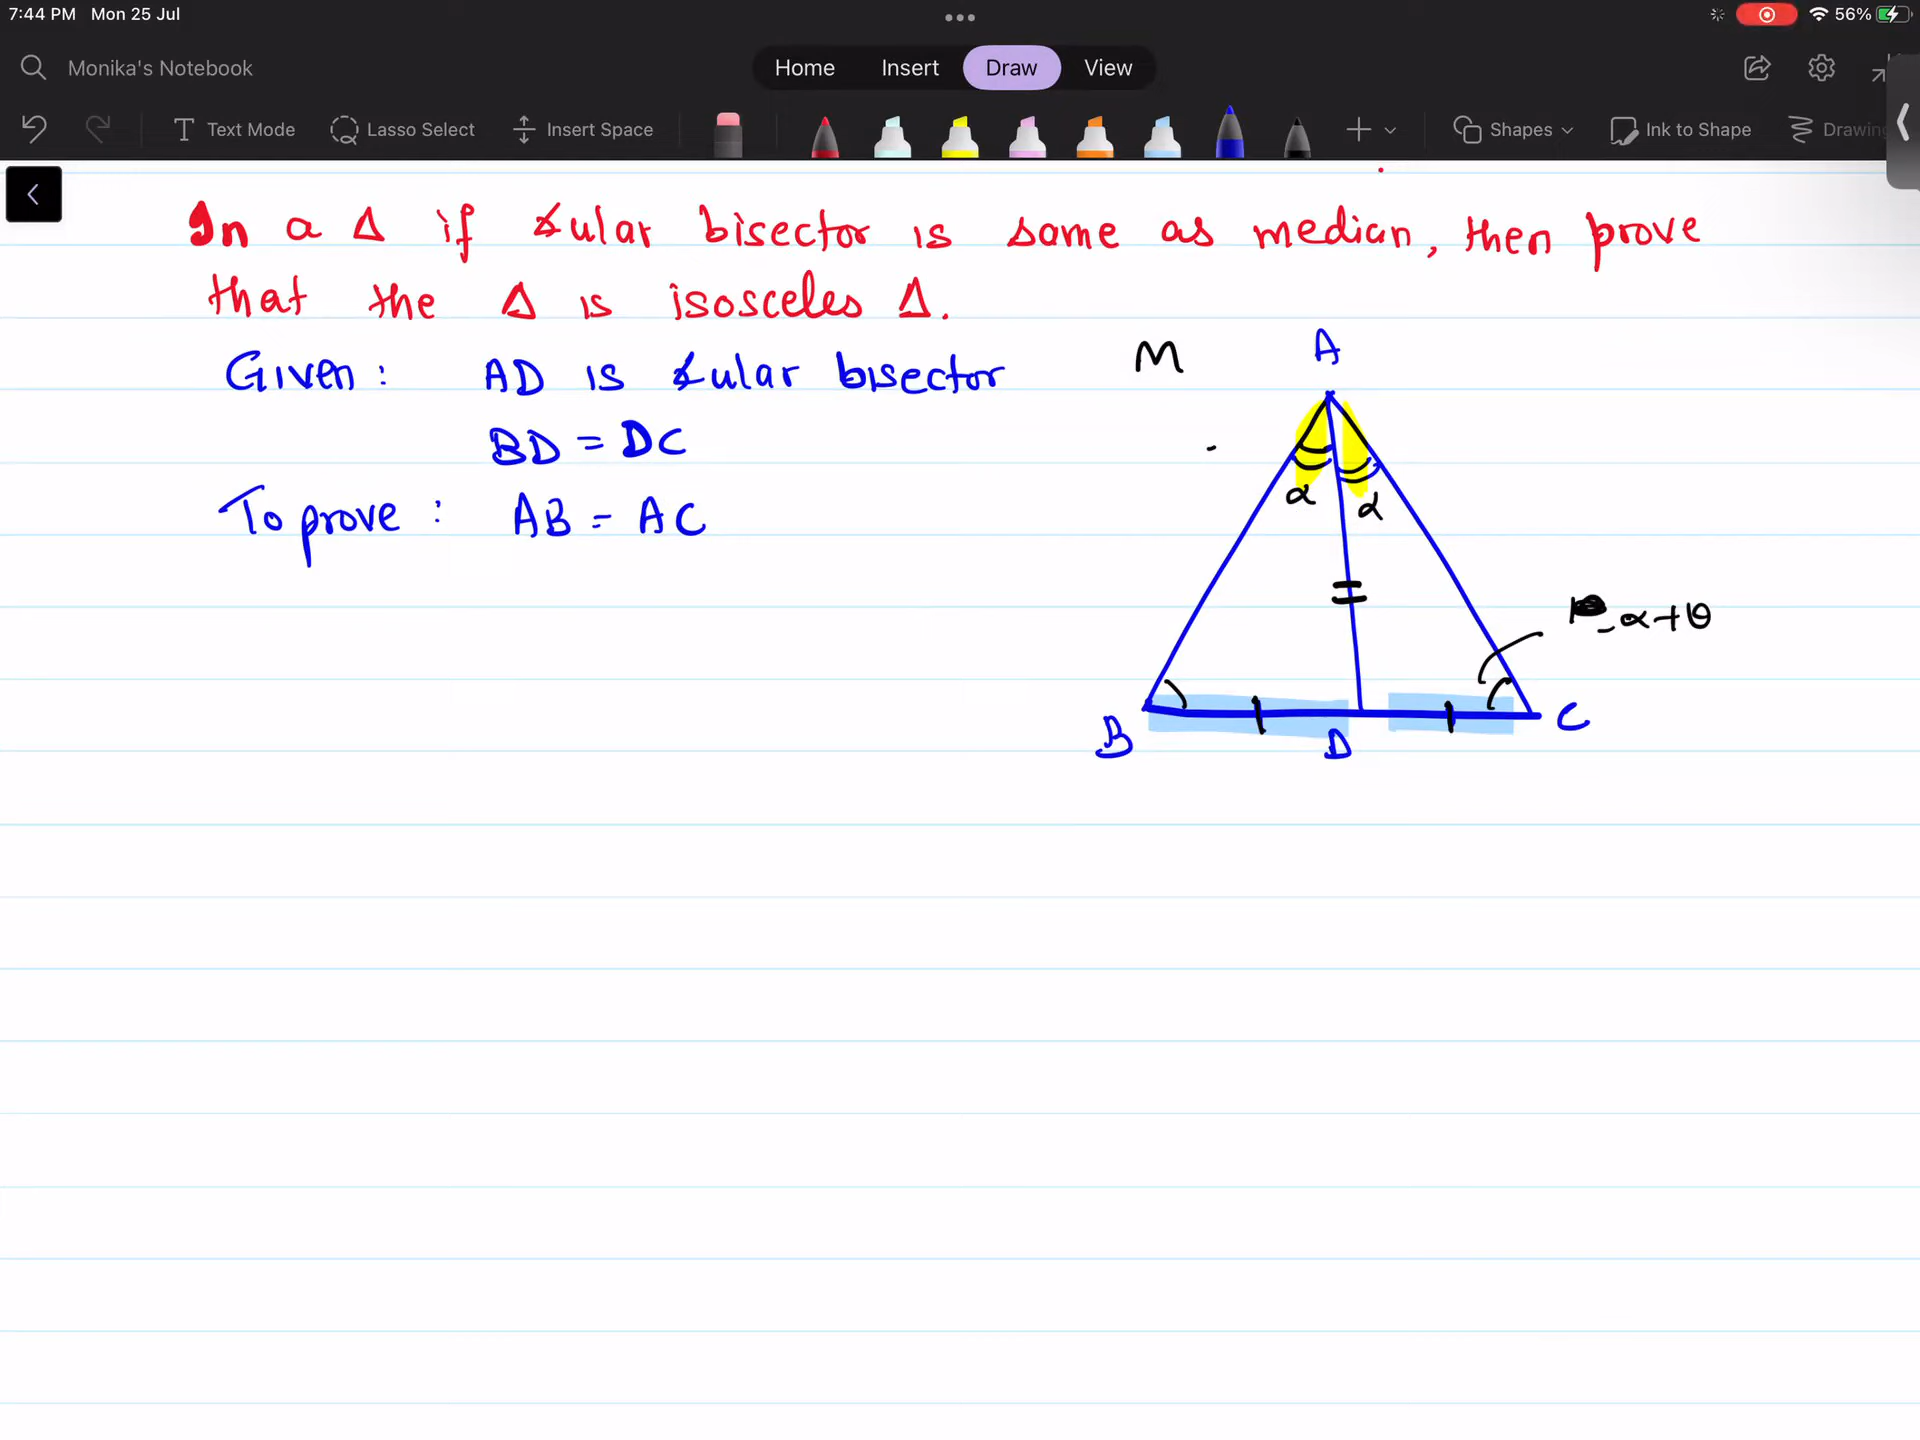 7:44 PM Mon 25 Jul
56%
Monika's Notebook
Home Insert Draw View
Text Mode Lasso Select Insert Space Shapes Ink to Shape Drawing
In a Δ if ∡ular bisector is same as median, then prove
that the Δ is isosceles Δ.
Given : AD is ∡ular bisector
BD = DC
To prove : AB = AC
M A
α α
α+θ
B D C